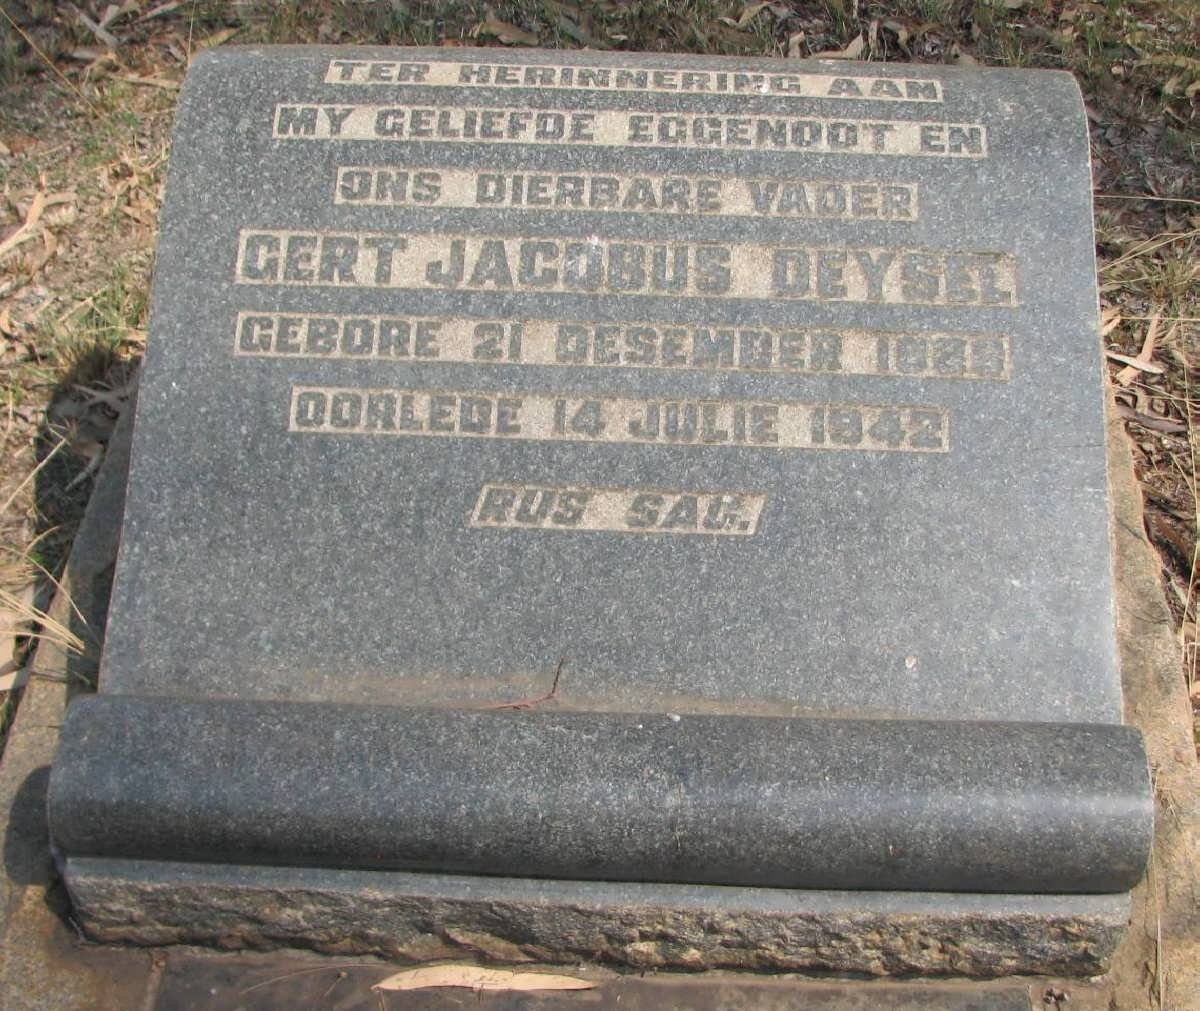 TER HERINNERING AAN
MY GELIEFDE EGGENOOT EN
ONS DIERBARE VADER
GERT JACOBUS DEYSEL
GEBORE 21 DESEMBER
OORLEDE 14 JULIE 1942
RUS SAG.